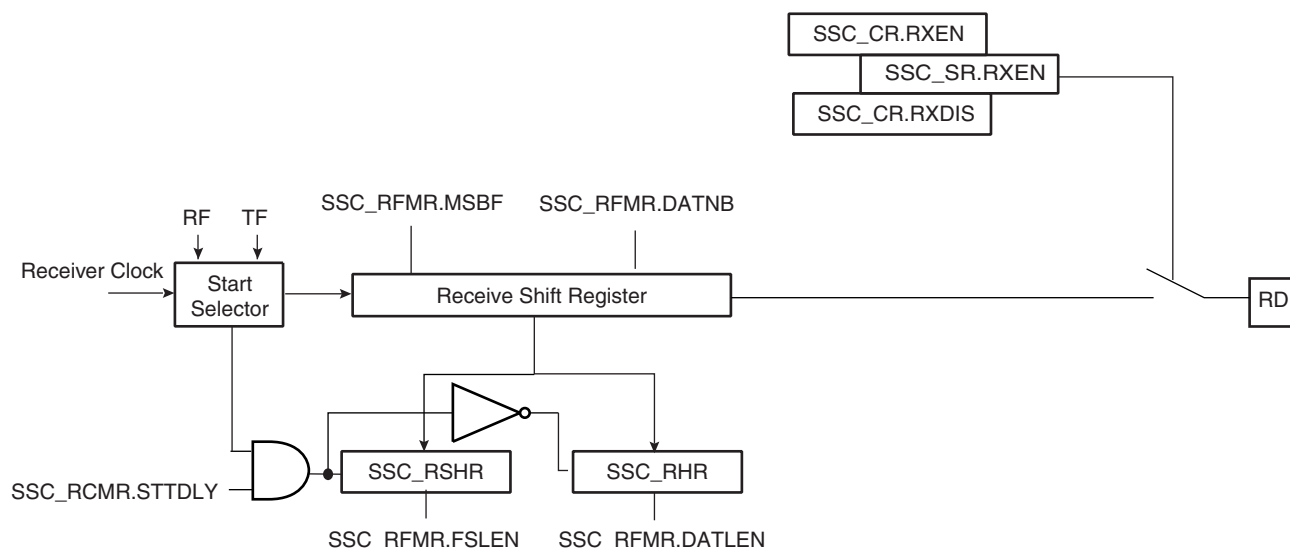 SSC_CR.RXEN
SSC_SR.RXEN
SSC_CR.RXDIS
SSC_RFMR.MSBF
SSC_RFMR.DATNB
RF
TF
Receiver Clock
Start
Selector
Receive Shift Register
RD
SSC_RSHR
SSC_RHR
SSC_RCMR.STTDLY
SSC_RFMR.FSLEN
SSC_RFMR.DATLEN